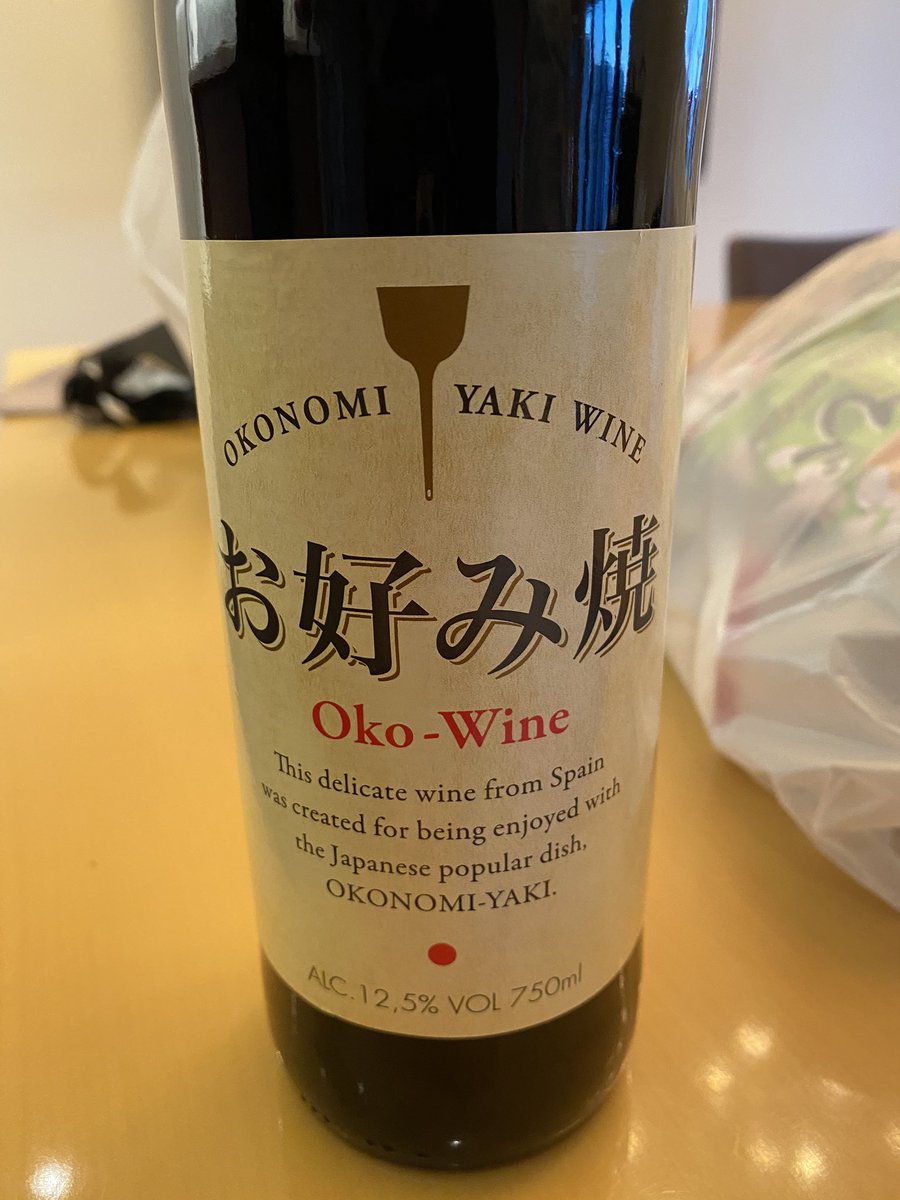 OKONOMI YAKI WINE
お好み焼
Oko-Wine
This delicate wine from Spain
was created for being enjoyed with
the Japanese popular dish,
OKONOMI-YAKI.
ALC.12,5% VOL 750ml